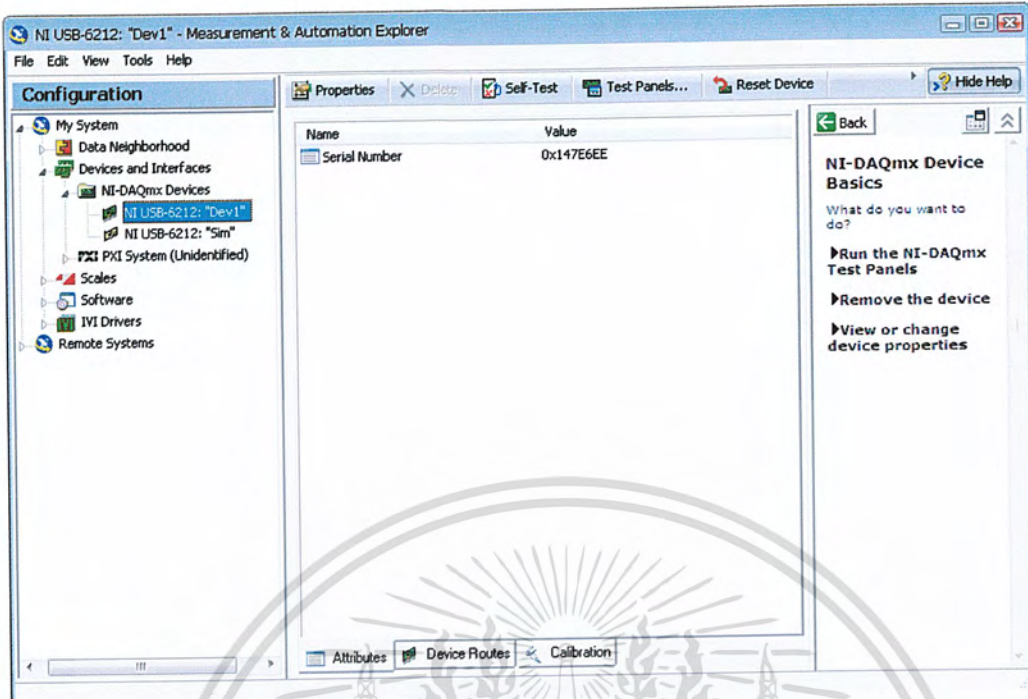 NI USB-6212: "Dev1" - Measurement & Automation Explorer
File Edit View Tools Help
Configuration
My System
Data Neighborhood
Devices and Interfaces
NI-DAQmx Devices
NI USB-6212: "Dev1"
NI USB-6212: "Sim"
PXI PXI System (Unidentified)
Scales
Software
IVI Drivers
Remote Systems
Properties Delete Self-Test Test Panels... Reset Device Hide Help
Name Value
Serial Number 0x147E6EE
Attributes Device Routes Calibration
Back
NI-DAQmx Device
Basics
What do you want to
do?
Run the NI-DAQmx
Test Panels
Remove the device
View or change
device properties